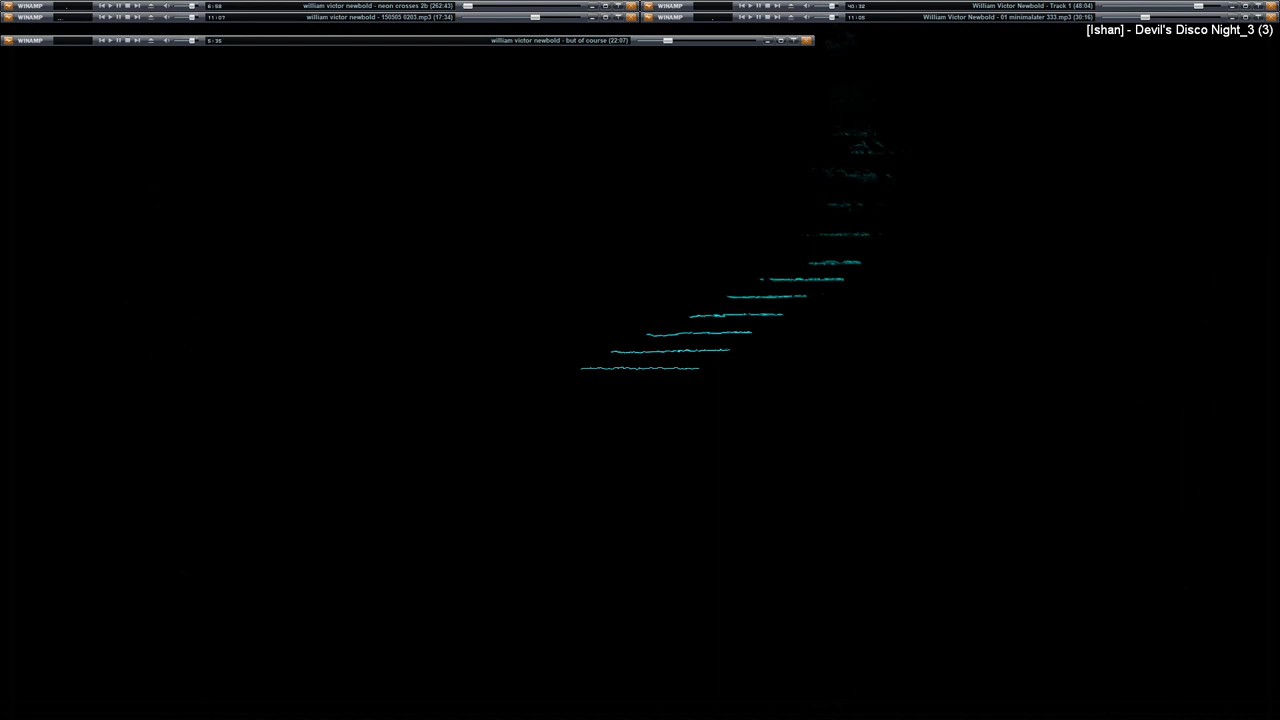 WINAMP 6:58 william victor newbold - neon crosses 2b (262:43)
WINAMP 40:32 William Victor Newbold - Track 1 (48:04)
WINAMP 11:07 william victor newbold - 150505 0203.mp3 (17:34)
WINAMP 11:05 William Victor Newbold - 01 minimalater 333.mp3 (30:16)
[Ishan] - Devil's Disco Night_3 (3)
WINAMP 5:35 william victor newbold - but of course (22:07)